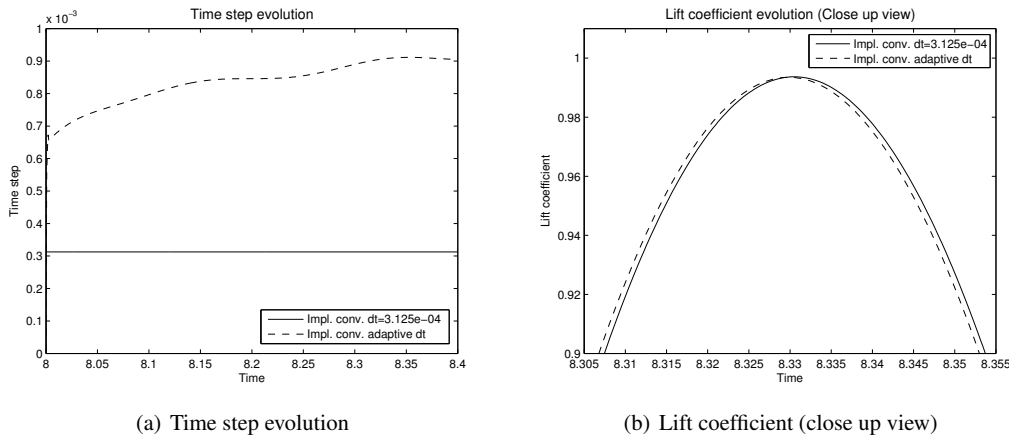 x 10⁻³
Time step evolution
1
0.9
0.8
0.7
0.6
0.5
0.4
0.3
0.2
0.1
0
Time step
Impl. conv. dt=3.125e-04
Impl. conv. adaptive dt
8 8.05 8.1 8.15 8.2 8.25 8.3 8.35 8.4
Time
(a) Time step evolution
Lift coefficient evolution (Close up view)
1
0.98
0.96
0.94
0.92
0.9
Lift coefficient
Impl. conv. dt=3.125e-04
Impl. conv. adaptive dt
8.305 8.31 8.315 8.32 8.325 8.33 8.335 8.34 8.345 8.35 8.355
Time
(b) Lift coefficient (close up view)